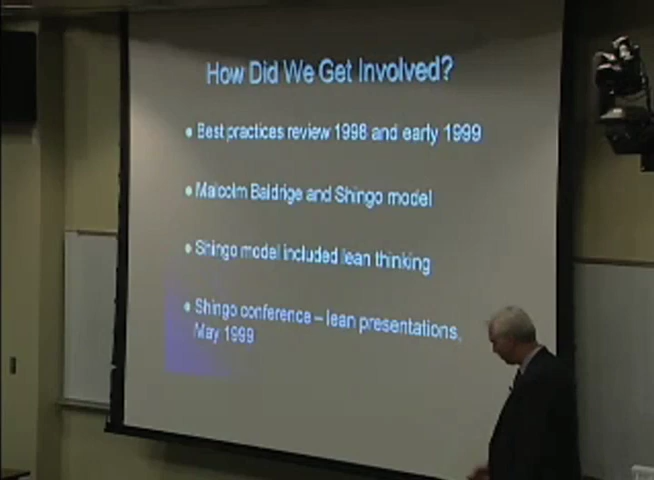 How Did We Get Involved?
Best practices review 1998 and early 1999
Malcolm Baldrige and Shingo model
Shingo model included lean thinking
Shingo conference – lean presentations,
May 1999